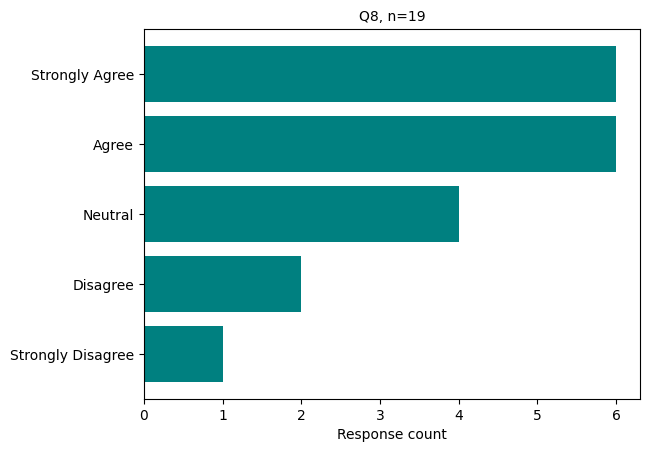 Q8, n=19
Strongly Agree
Agree
Neutral
Disagree
Strongly Disagree
0 1 2 3 4 5 6
Response count